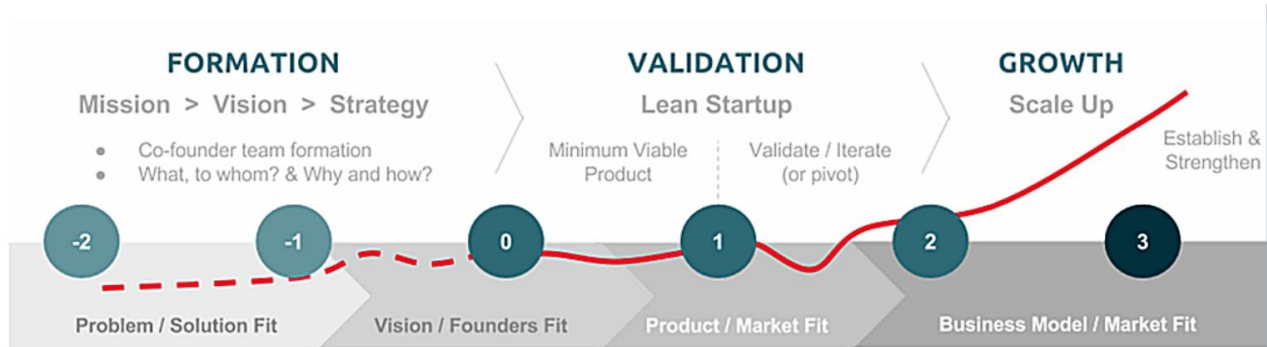 FORMATION
Mission > Vision > Strategy
● Co-founder team formation
● What, to whom? & Why and how?
VALIDATION
Lean Startup
Minimum Viable
Product
Validate / Iterate
(or pivot)
GROWTH
Scale Up
Establish &
Strengthen
-2
-1
0
1
2
3
Problem / Solution Fit
Vision / Founders Fit
Product / Market Fit
Business Model / Market Fit